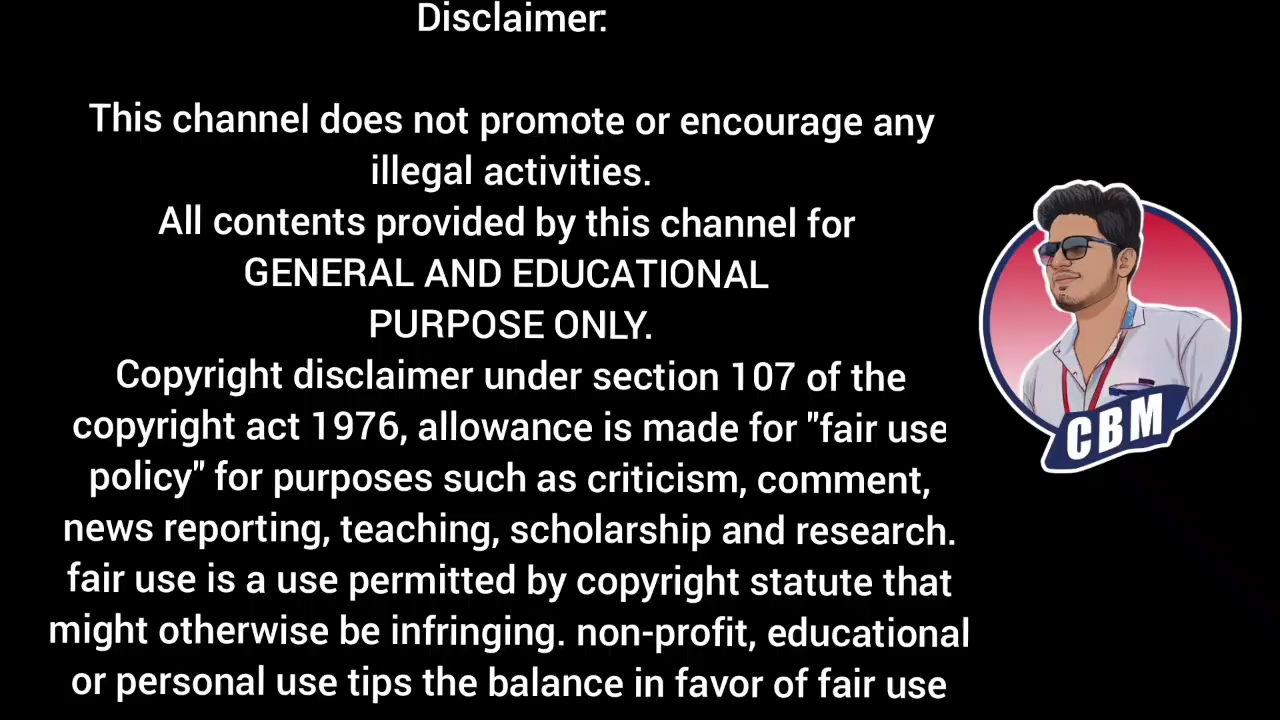 Disclaimer:
This channel does not promote or encourage any
illegal activities.
All contents provided by this channel for
GENERAL AND EDUCATIONAL
PURPOSE ONLY.
Copyright disclaimer under section 107 of the
copyright act 1976, allowance is made for "fair use
policy" for purposes such as criticism, comment,
news reporting, teaching, scholarship and research.
fair use is a use permitted by copyright statute that
might otherwise be infringing. non-profit, educational
or personal use tips the balance in favor of fair use
CBM